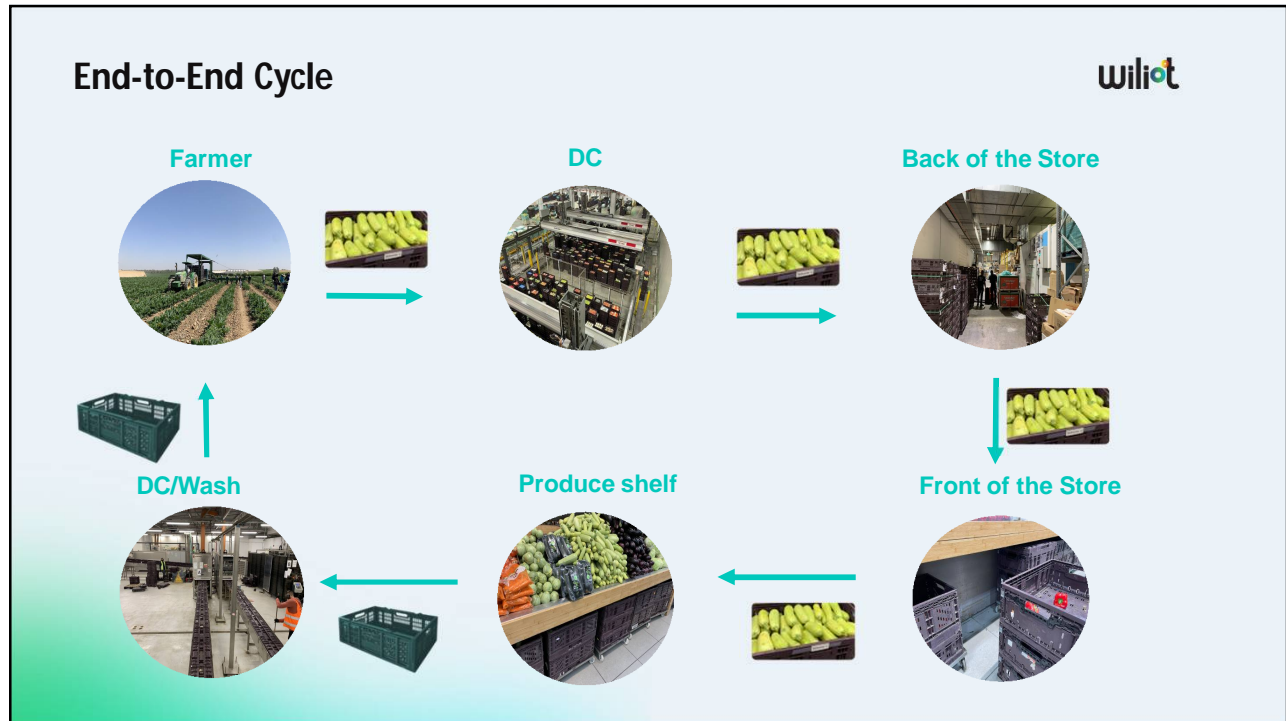 End-to-End Cycle
wiliot
Farmer
DC
Back of the Store
DC/Wash
Produce shelf
Front of the Store